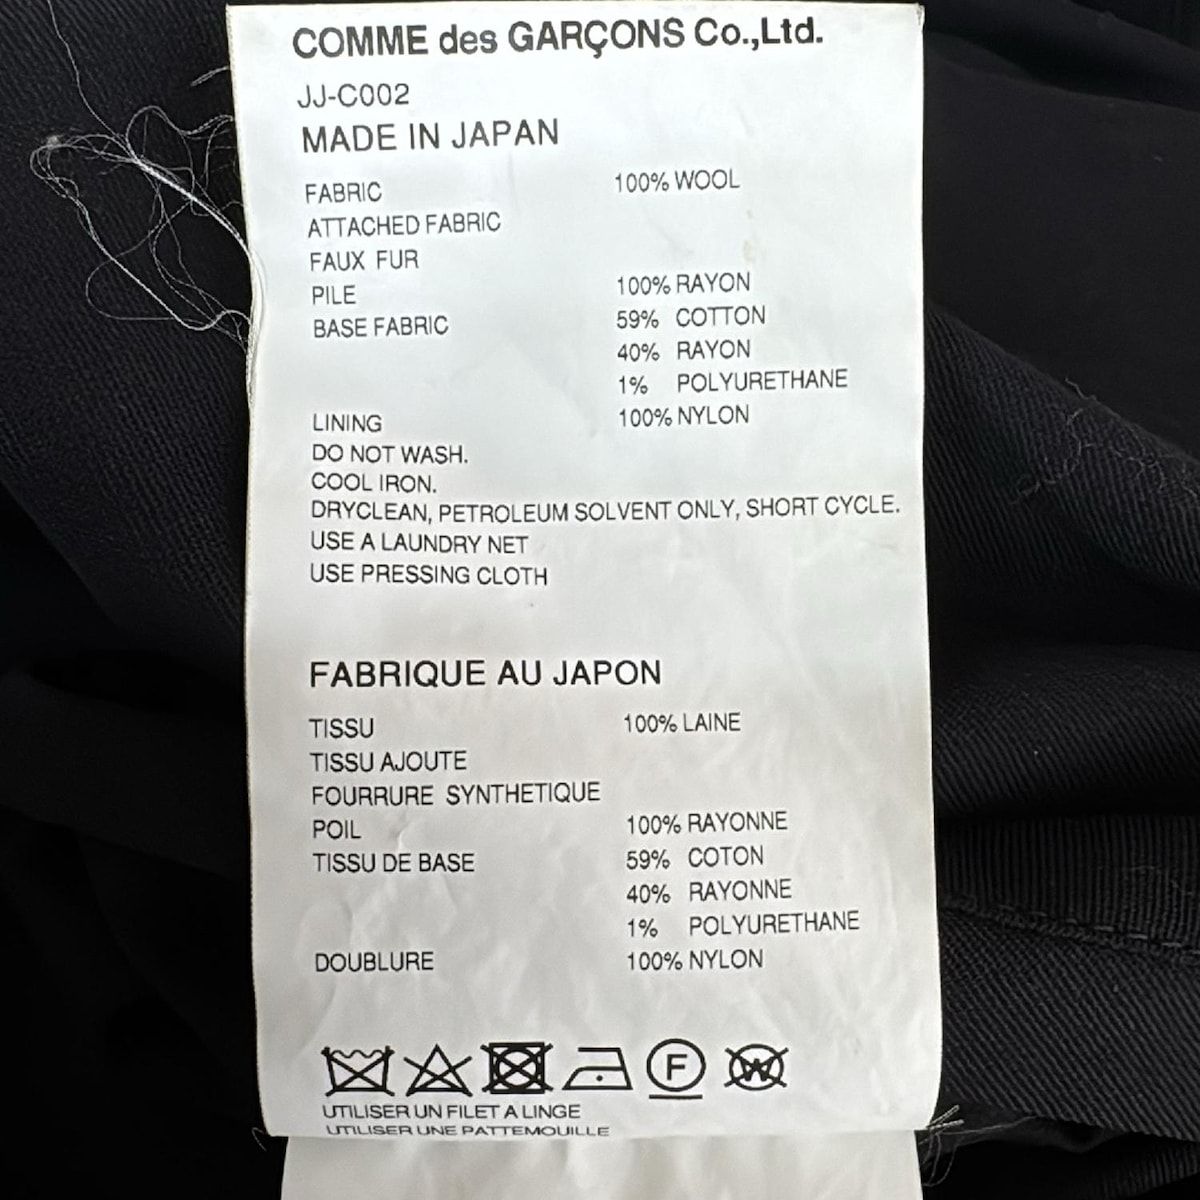 COMME des GARÇONS Co.,Ltd.
JJ-C002
MADE IN JAPAN
FABRIC 100% WOOL
ATTACHED FABRIC
FAUX FUR
PILE 100% RAYON
BASE FABRIC 59% COTTON
40% RAYON
1% POLYURETHANE
LINING 100% NYLON
DO NOT WASH.
COOL IRON.
DRYCLEAN, PETROLEUM SOLVENT ONLY, SHORT CYCLE.
USE A LAUNDRY NET
USE PRESSING CLOTH
FABRIQUE AU JAPON
TISSU 100% LAINE
TISSU AJOUTE
FOURRURE SYNTHETIQUE
POIL 100% RAYONNE
TISSU DE BASE 59% COTON
40% RAYONNE
1% POLYURETHANE
DOUBLURE 100% NYLON
F W
UTILISER UN FILET A LINGE
UTILISER UNE PATTEMOUILLE